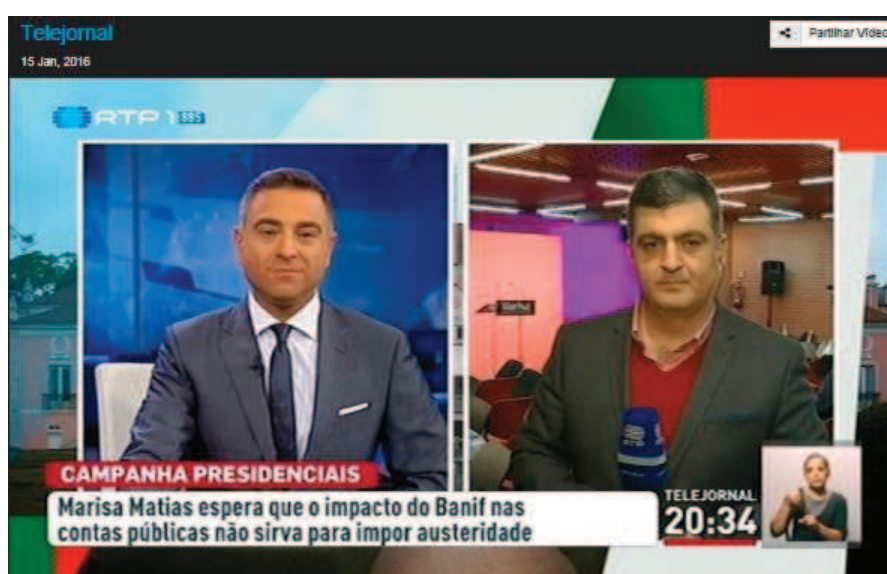 Telejornal
Partilhar Vídeo
15 Jan, 2016
RTP 1
CAMPANHA PRESIDENCIAIS
Marisa Matias espera que o impacto do Banif nas
contas públicas não sirva para impor austeridade
TELEJORNAL
20:34